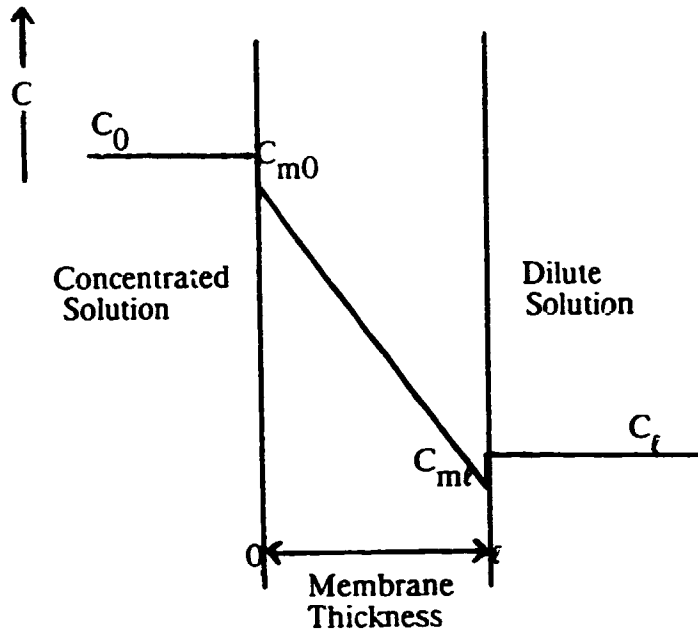 C
C0
Cm0
Concentrated
Solution
Dilute
Solution
Cℓ
Cmℓ
0
ℓ
Membrane
Thickness